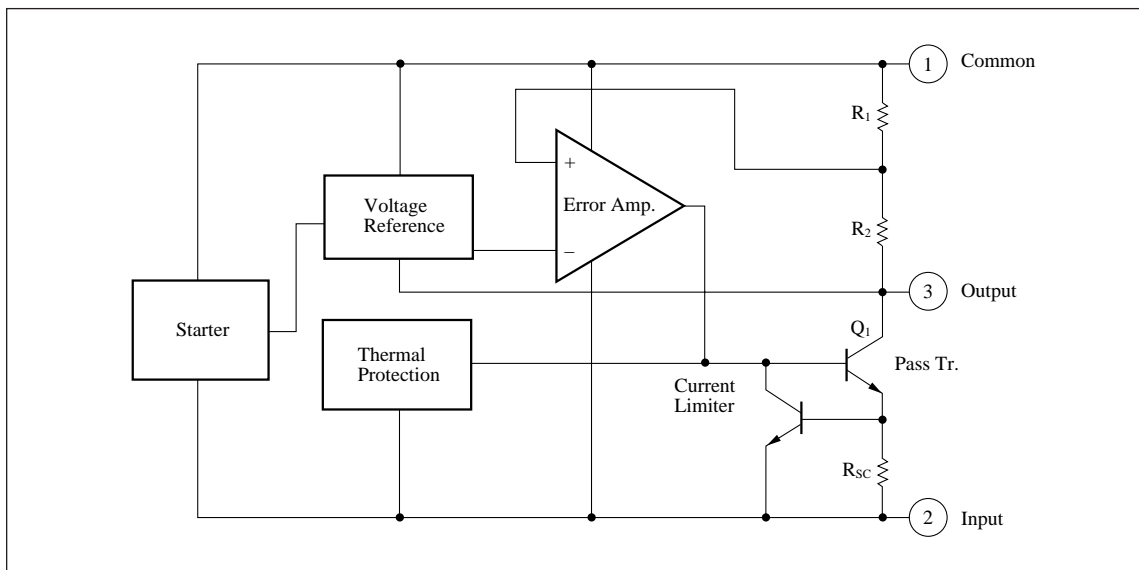 1 Common
R1
+
Error Amp.
−
Voltage
Reference
R2
3 Output
Starter
Q1
Thermal
Protection
Pass Tr.
Current
Limiter
RSC
2 Input